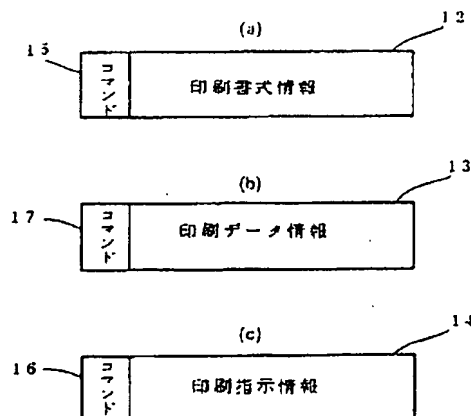 (a)
12
15
コマンド
印刷書式情報
(b)
13
17
コマンド
印刷データ情報
(c)
14
16
コマンド
印刷指示情報